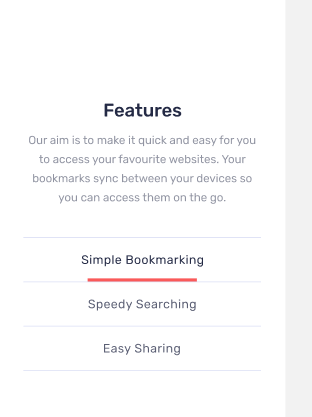 Features
Our aim is to make it quick and easy for you
to access your favourite websites. Your
bookmarks sync between your devices so
you can access them on the go.
Simple Bookmarking
Speedy Searching
Easy Sharing